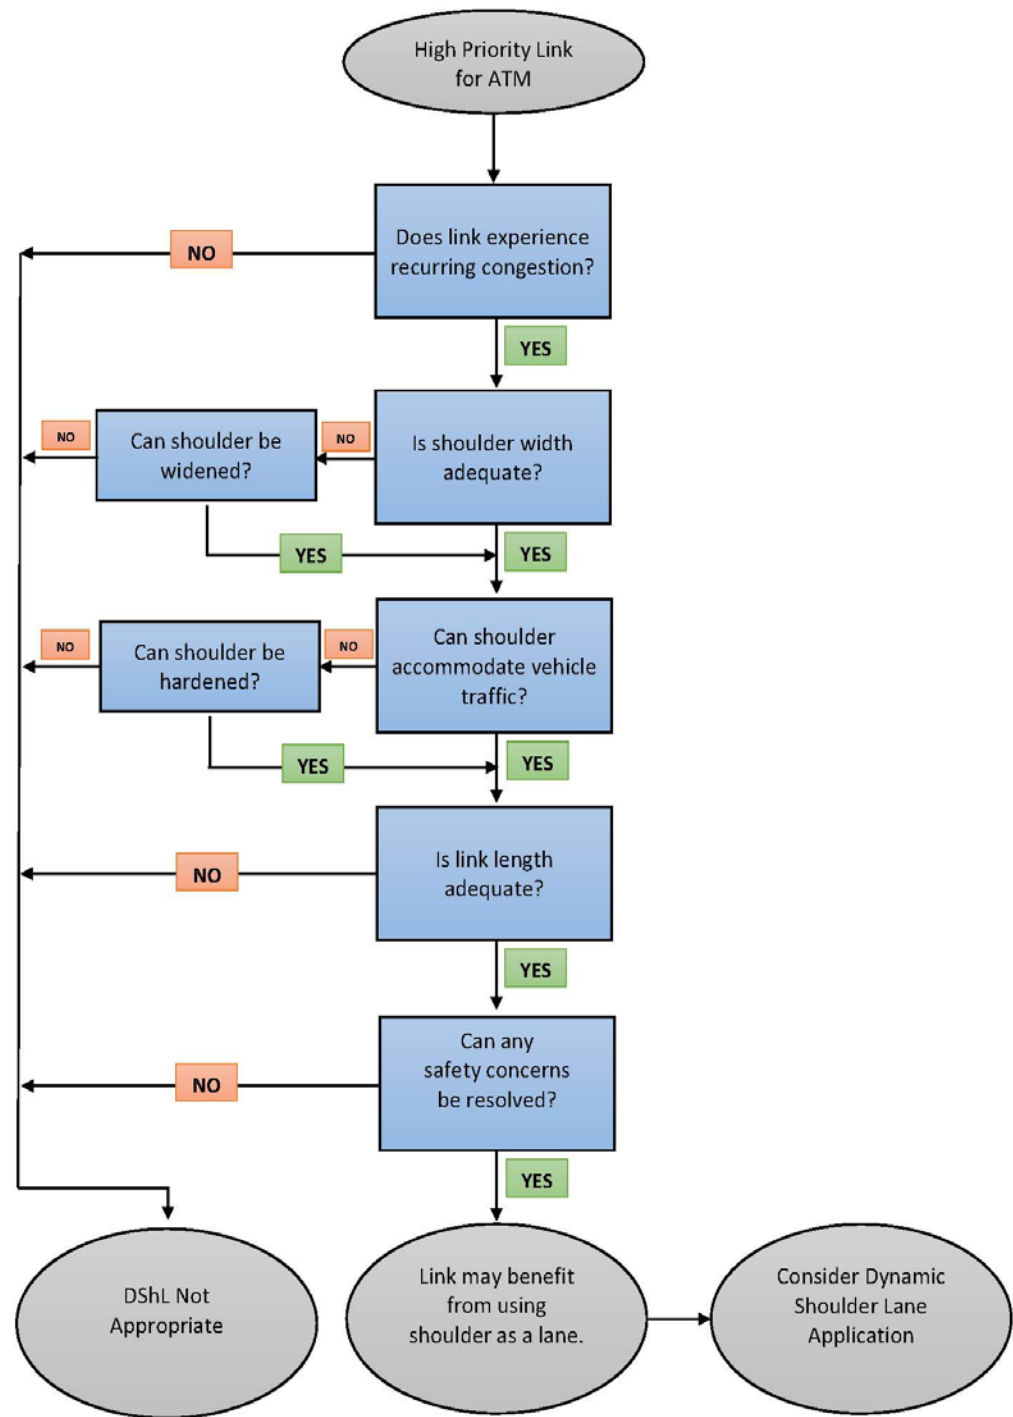 High Priority Link
for ATM
Does link experience
recurring congestion?
NO
YES
Is shoulder width
adequate?
NO
Can shoulder be
widened?
NO
YES
YES
Can shoulder
accommodate vehicle
traffic?
NO
Can shoulder be
hardened?
NO
YES
YES
Is link length
adequate?
NO
YES
Can any
safety concerns
be resolved?
NO
YES
DShL Not
Appropriate
Link may benefit
from using
shoulder as a lane.
Consider Dynamic
Shoulder Lane
Application